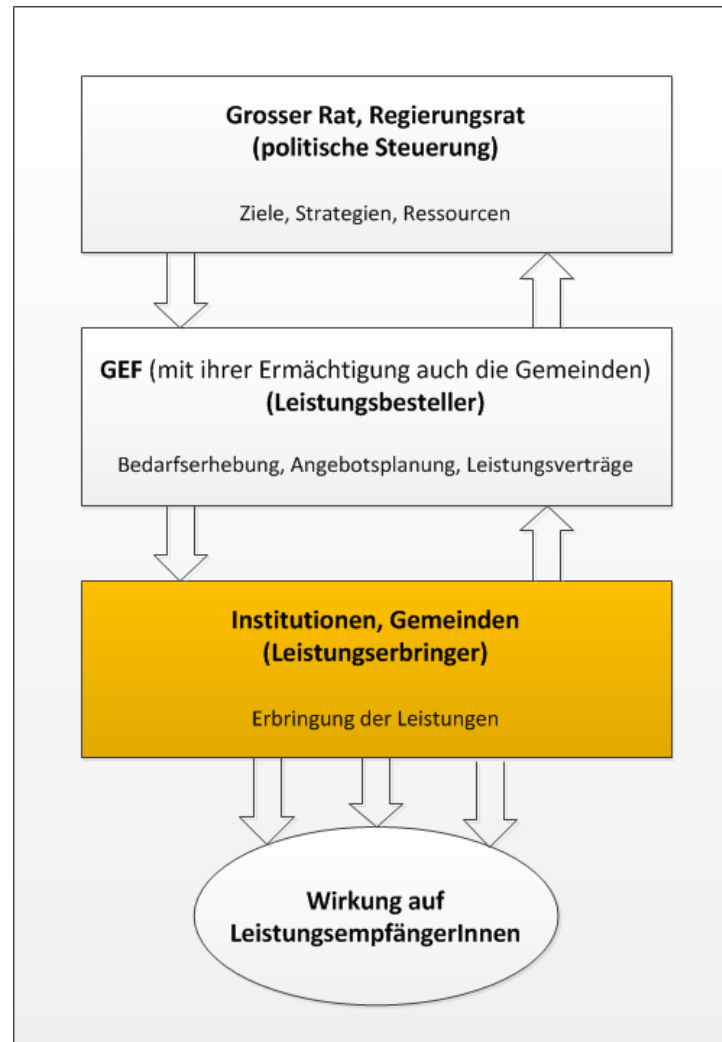 Grosser Rat, Regierungsrat
(politische Steuerung)
Ziele, Strategien, Ressourcen
GEF (mit ihrer Ermächtigung auch die Gemeinden)
(Leistungsbesteller)
Bedarfserhebung, Angebotsplanung, Leistungsverträge
Institutionen, Gemeinden
(Leistungserbringer)
Erbringung der Leistungen
Wirkung auf
LeistungsempfängerInnen